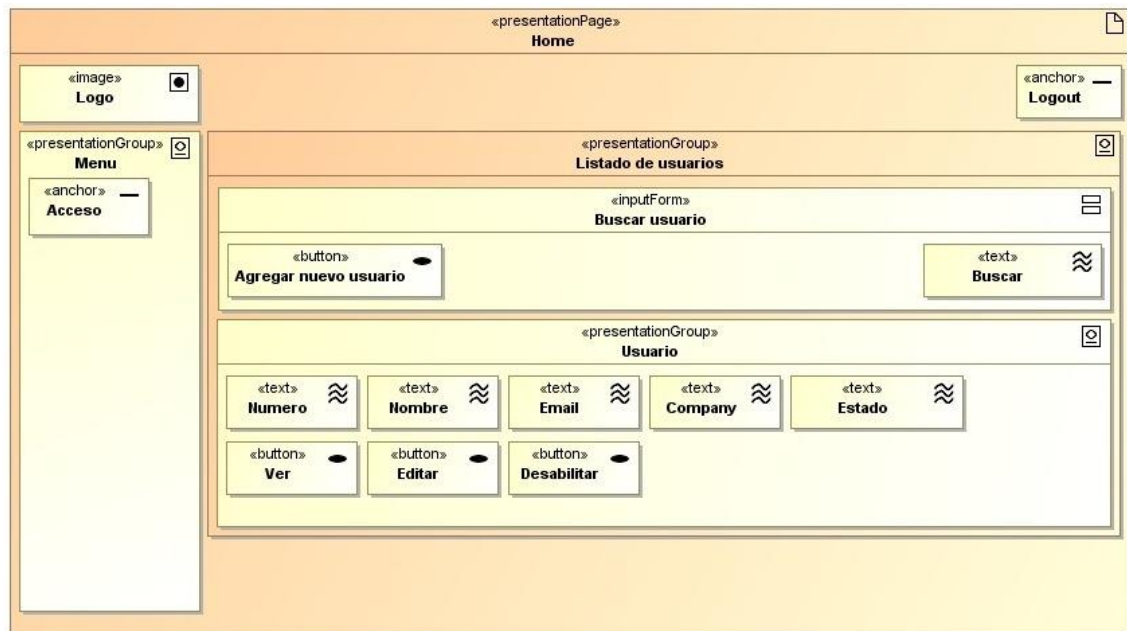 «presentationPage»
Home
«image»
Logo
«anchor»
Logout
«presentationGroup»
Menu
«anchor»
Acceso
«presentationGroup»
Listado de usuarios
«inputForm»
Buscar usuario
«button»
Agregar nuevo usuario
«text»
Buscar
«presentationGroup»
Usuario
«text»
Numero
«text»
Nombre
«text»
Email
«text»
Company
«text»
Estado
«button»
Ver
«button»
Editar
«button»
Desabilitar